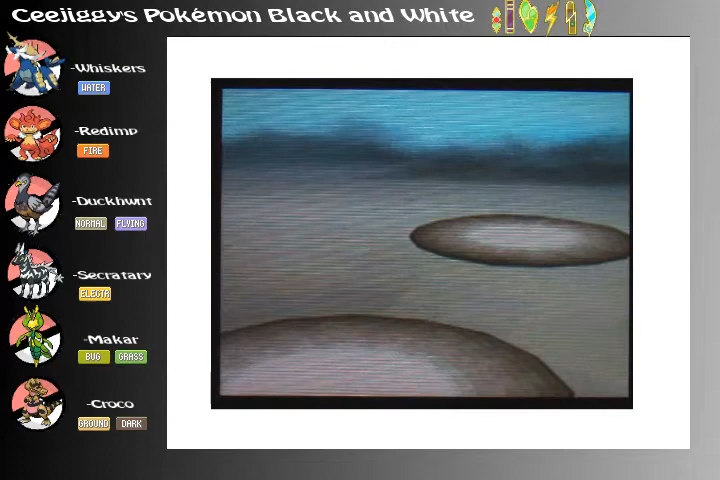 Ceejiggy's Pokémon Black and White
-Whiskers
WATER
-Redimp
FIRE
-Duckhunt
NORMAL FLYING
-Secratary
ELECTR
-Makar
BUG GRASS
-Croco
GROUND DARK